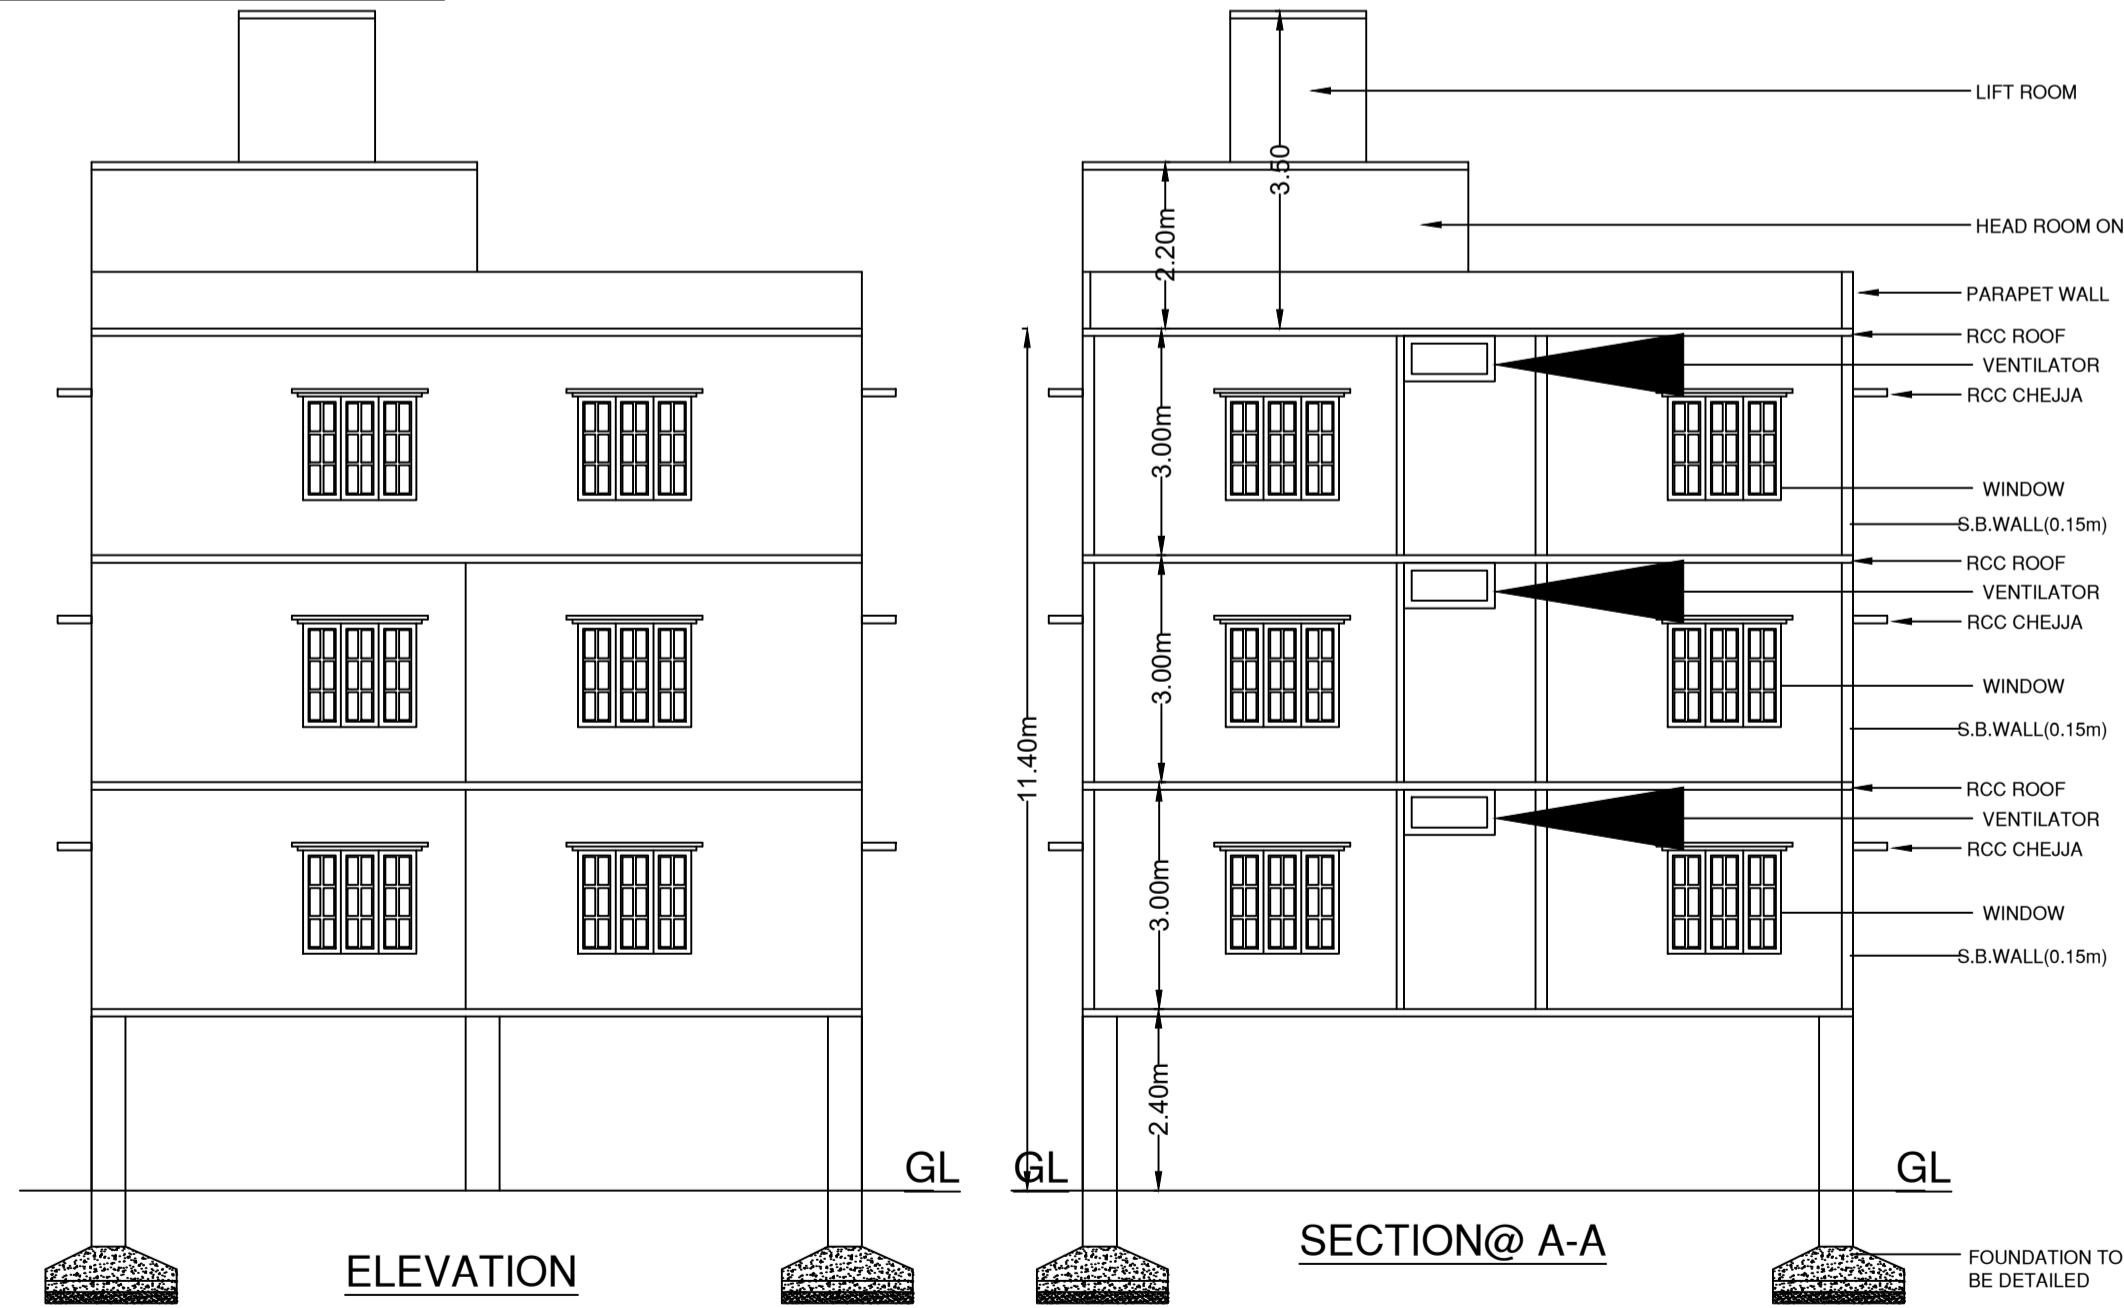 LIFT ROOM
3.50
HEAD ROOM ON
2.20m
PARAPET WALL
RCC ROOF
VENTILATOR
RCC CHEJJA
3.00m
WINDOW
S.B.WALL(0.15m)
RCC ROOF
VENTILATOR
RCC CHEJJA
3.00m
WINDOW
S.B.WALL(0.15m)
11.40m
RCC ROOF
VENTILATOR
RCC CHEJJA
3.00m
WINDOW
S.B.WALL(0.15m)
2.40m
GL
GL
GL
ELEVATION
SECTION@ A-A
FOUNDATION TO
BE DETAILED